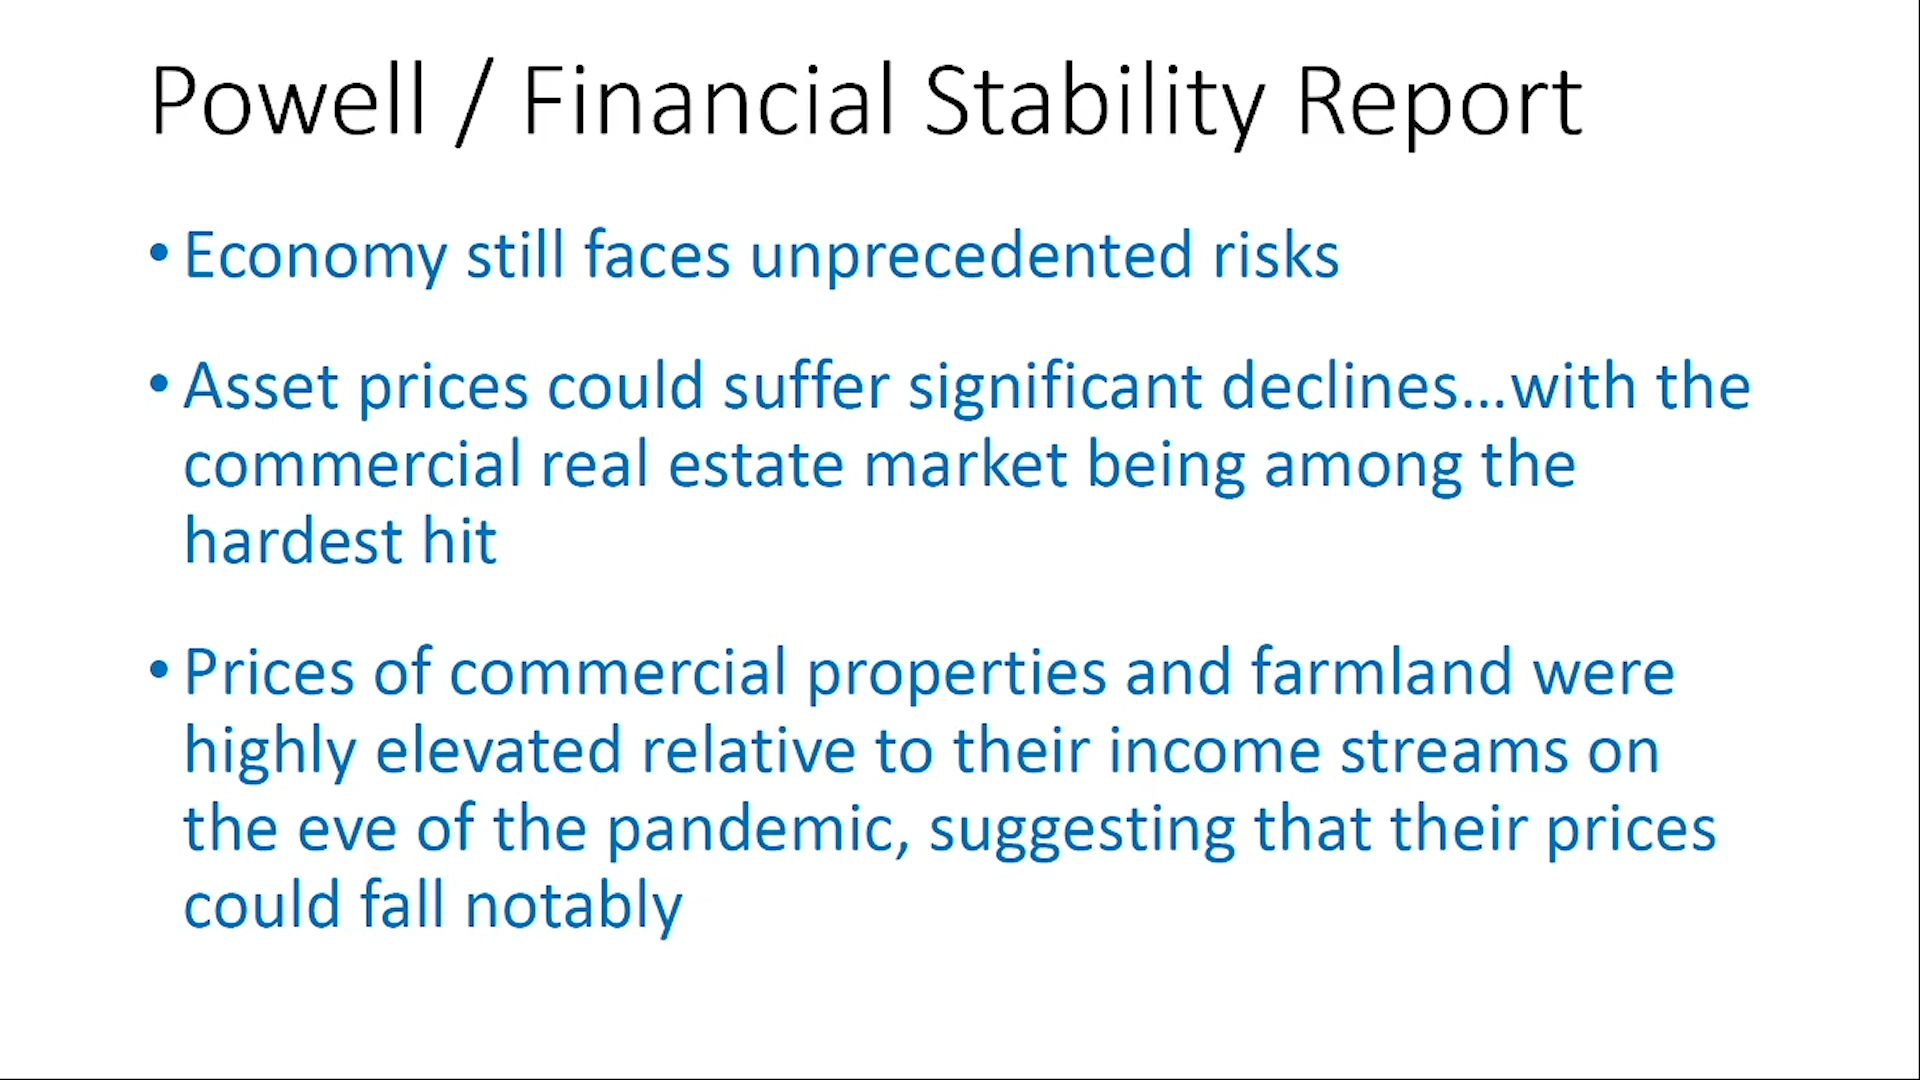 Powell / Financial Stability Report
• Economy still faces unprecedented risks
• Asset prices could suffer significant declines...with the
commercial real estate market being among the
hardest hit
• Prices of commercial properties and farmland were
highly elevated relative to their income streams on
the eve of the pandemic, suggesting that their prices
could fall notably